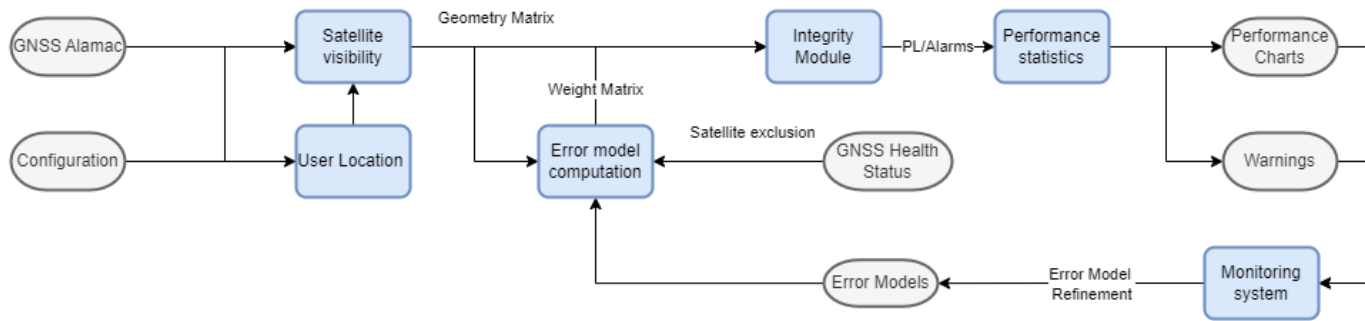 Geometry Matrix
GNSS Alamac
Satellite
visibility
Integrity
Module
PL/Alarms
Performance
statistics
Performance
Charts
Weight Matrix
Configuration
User Location
Error model
computation
Satellite exclusion
GNSS Health
Status
Warnings
Error Models
Error Model
Refinement
Monitoring
system